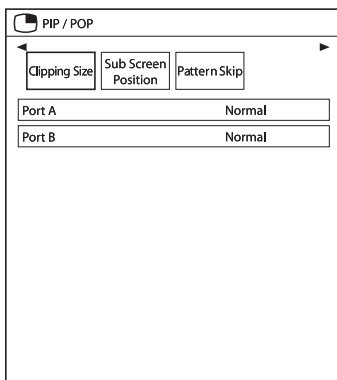 PIP / POP
Clipping Size
Sub Screen
Position
Pattern Skip
Port A Normal
Port B Normal